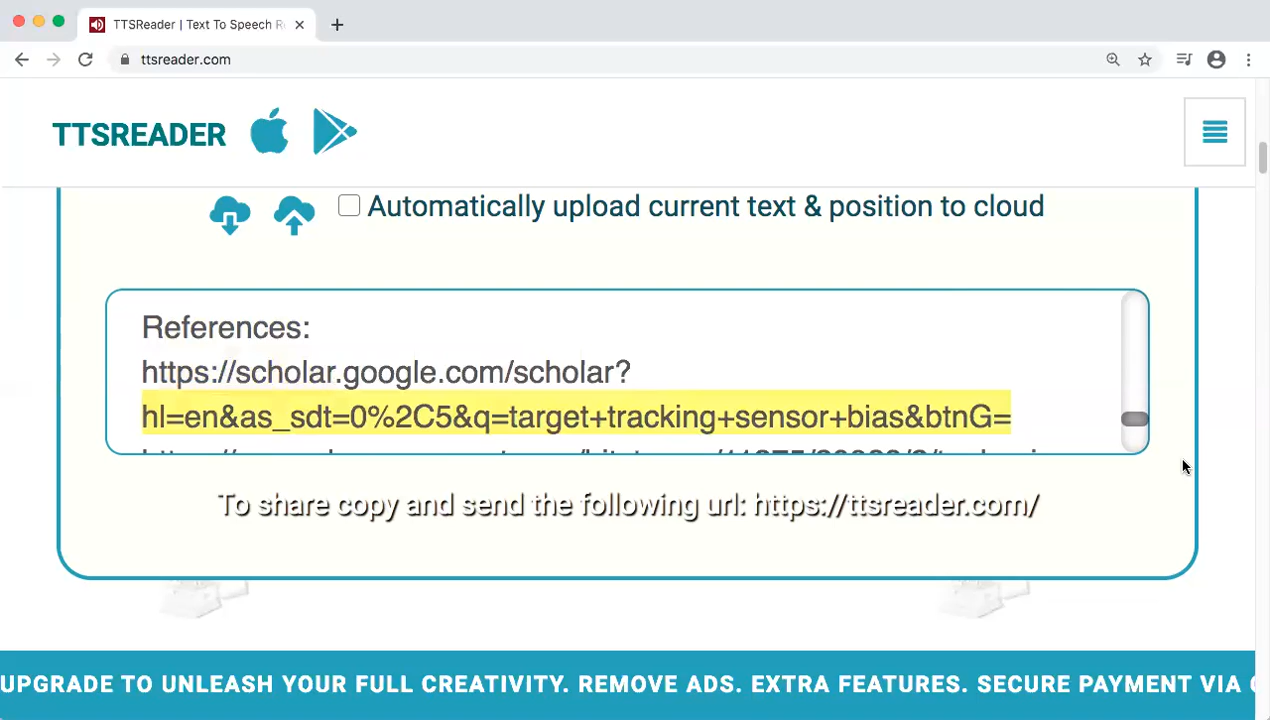 TTSReader | Text To Speech R
ttsreader.com
TTSREADER
Automatically upload current text & position to cloud
References:
https://scholar.google.com/scholar?
hl=en&as_sdt=0%2C5&q=target+tracking+sensor+bias&btnG=
To share copy and send the following url: https://ttsreader.com/
UPGRADE TO UNLEASH YOUR FULL CREATIVITY. REMOVE ADS. EXTRA FEATURES. SECURE PAYMENT VIA